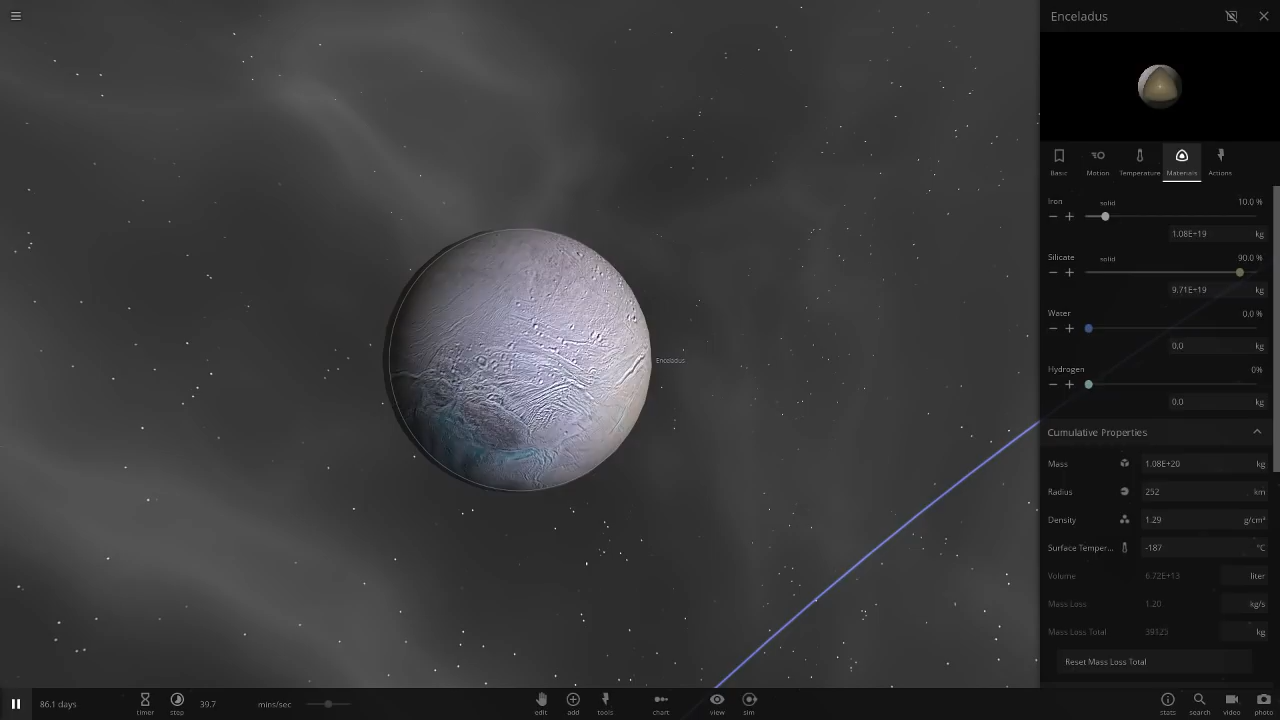 Enceladus
Basic Motion Temperature Materials Actions
Iron solid 10.0 %
1.08E+19 kg
Silicate solid 90.0 %
9.71E+19 kg
Water 0.0 %
0.0 kg
Hydrogen 0%
0.0 kg
Enceladus
Cumulative Properties
Mass 1.08E+20 kg
Radius 252 km
Density 1.29 g/cm³
Surface Temper... -187 °C
Volume 6.72E+13 liter
Mass Loss 1.20 kg/s
Mass Loss Total 39123 kg
Reset Mass Loss Total
86.1 days timer step 39.7 mins/sec edit add tools chart view sim stats search video photo